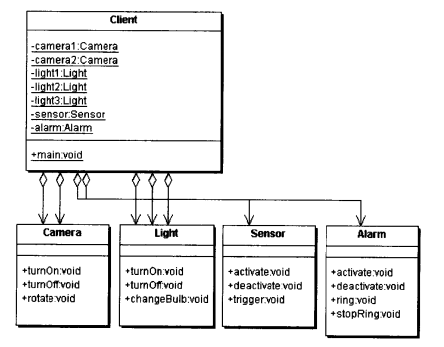 Client
-camera1:Camera
-camera2:Camera
-light1:Light
-light2:Light
-light3:Light
-sensor:Sensor
-alarm:Alarm
+main:void
Camera
+turnOn:void
+turnOff:void
+rotate:void
Light
+turnOn:void
+turnOff:void
+changeBulb:void
Sensor
+activate:void
+deactivate:void
+trigger:void
Alarm
+activate:void
+deactivate:void
+ring:void
+stopRing:void